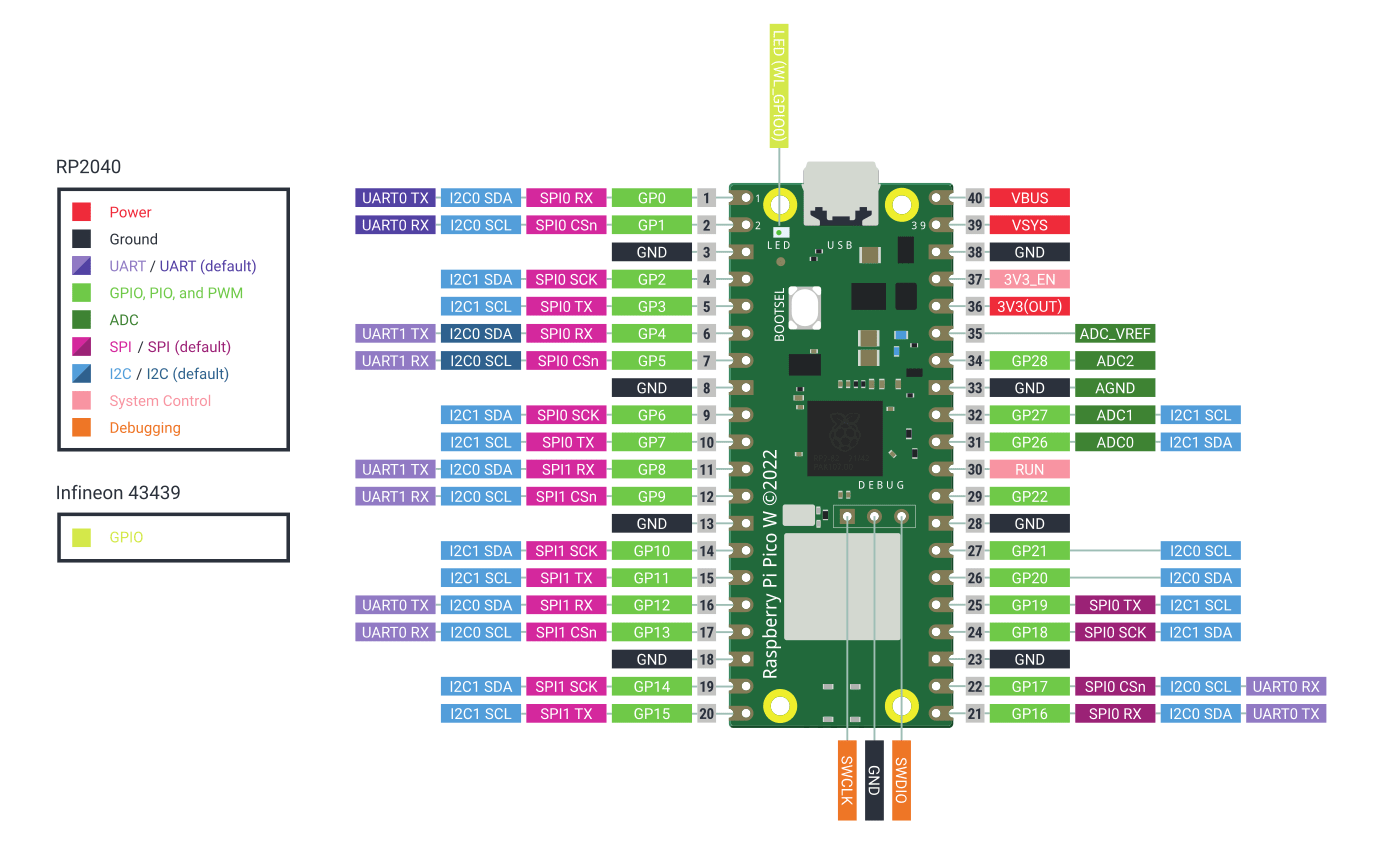 LED (WL_GPIO0)
RP2040
Power
Ground
UART / UART (default)
GPIO, PIO, and PWM
ADC
SPI / SPI (default)
I2C / I2C (default)
System Control
Debugging
Infineon 43439
GPIO
UART0 TX I2C0 SDA SPI0 RX GP0 1
UART0 RX I2C0 SCL SPI0 CSn GP1 2
GND 3
I2C1 SDA SPI0 SCK GP2 4
I2C1 SCL SPI0 TX GP3 5
UART1 TX I2C0 SDA SPI0 RX GP4 6
UART1 RX I2C0 SCL SPI0 CSn GP5 7
GND 8
I2C1 SDA SPI0 SCK GP6 9
I2C1 SCL SPI0 TX GP7 10
UART1 TX I2C0 SDA SPI1 RX GP8 11
UART1 RX I2C0 SCL SPI1 CSn GP9 12
GND 13
I2C1 SDA SPI1 SCK GP10 14
I2C1 SCL SPI1 TX GP11 15
UART0 TX I2C0 SDA SPI1 RX GP12 16
UART0 RX I2C0 SCL SPI1 CSn GP13 17
GND 18
I2C1 SDA SPI1 SCK GP14 19
I2C1 SCL SPI1 TX GP15 20
1
2
39
LED
USB
BOOTSEL
DEBUG
Raspberry Pi Pico W ©2022
40 VBUS
39 VSYS
38 GND
37 3V3_EN
36 3V3(OUT)
35 ADC_VREF
34 GP28 ADC2
33 GND AGND
32 GP27 ADC1 I2C1 SCL
31 GP26 ADC0 I2C1 SDA
30 RUN
29 GP22
28 GND
27 GP21 I2C0 SCL
26 GP20 I2C0 SDA
25 GP19 SPI0 TX I2C1 SCL
24 GP18 SPI0 SCK I2C1 SDA
23 GND
22 GP17 SPI0 CSn I2C0 SCL UART0 RX
21 GP16 SPI0 RX I2C0 SDA UART0 TX
SWCLK
GND
SWDIO